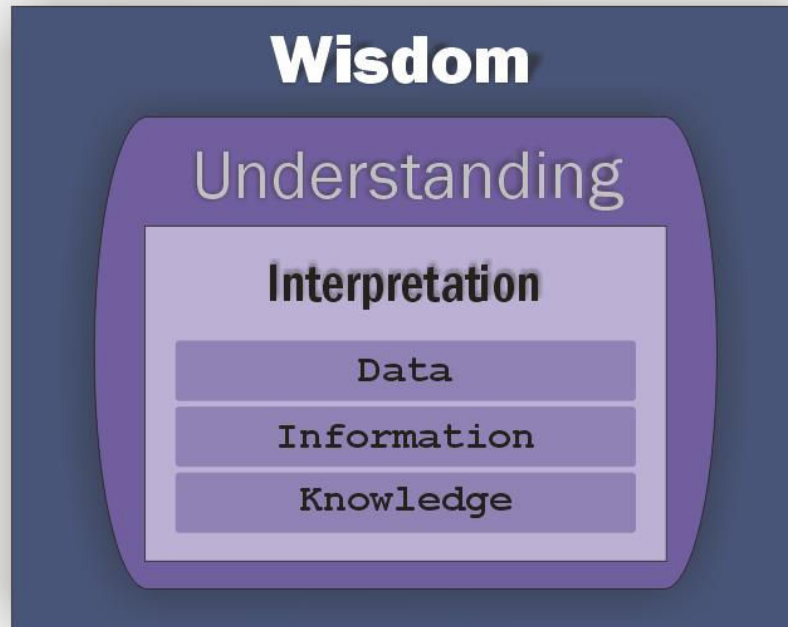 Wisdom
Understanding
Interpretation
Data
Information
Knowledge